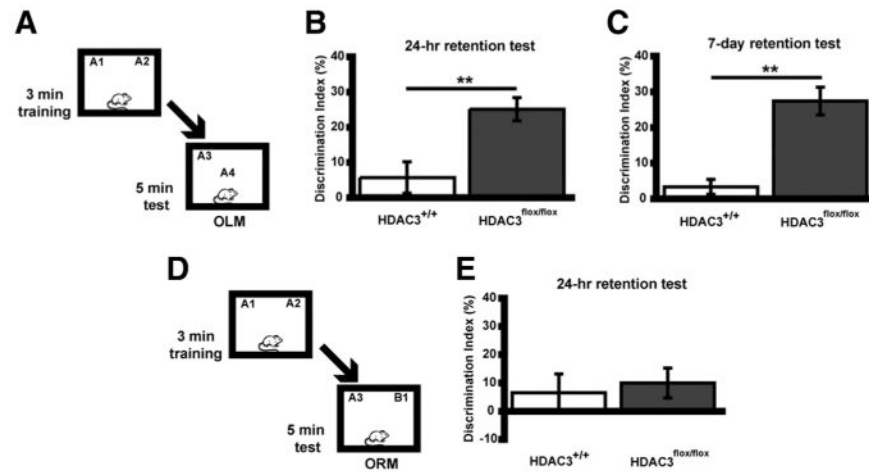 A
A1 A2
3 min
training
A3
A4
5 min
test
OLM
B
24-hr retention test
Discrimination Index (%)
40
30
20
10
0
**
HDAC3+/+
HDAC3flox/flox
C
7-day retention test
Discrimination Index (%)
40
30
20
10
0
**
HDAC3+/+
HDAC3flox/flox
D
A1 A2
3 min
training
A3 B1
5 min
test
ORM
E
24-hr retention test
Discrimination Index (%)
40
30
20
10
0
-10
HDAC3+/+
HDAC3flox/flox